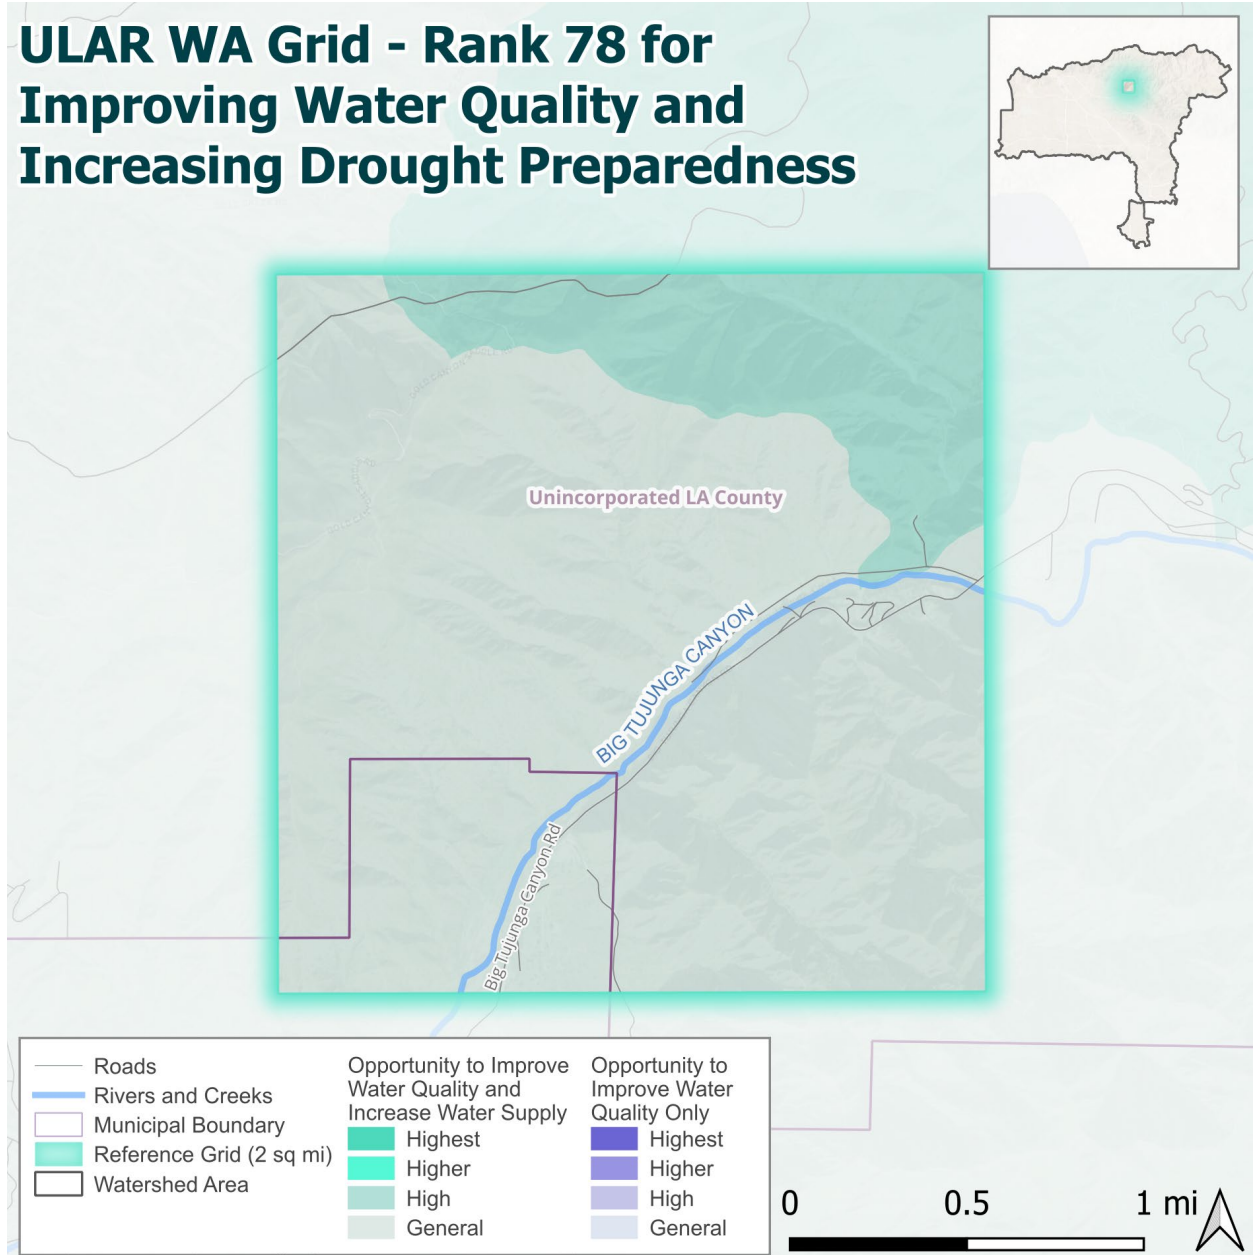 ULAR WA Grid - Rank 78 for
Improving Water Quality and
Increasing Drought Preparedness
Unincorporated LA County
BIG TUJUNGA CANYON
Big Tujunga Canyon Rd
Roads
Rivers and Creeks
Municipal Boundary
Reference Grid (2 sq mi)
Watershed Area
Opportunity to Improve
Water Quality and
Increase Water Supply
Highest
Higher
High
General
Opportunity to
Improve Water
Quality Only
Highest
Higher
High
General
0 0.5 1 mi